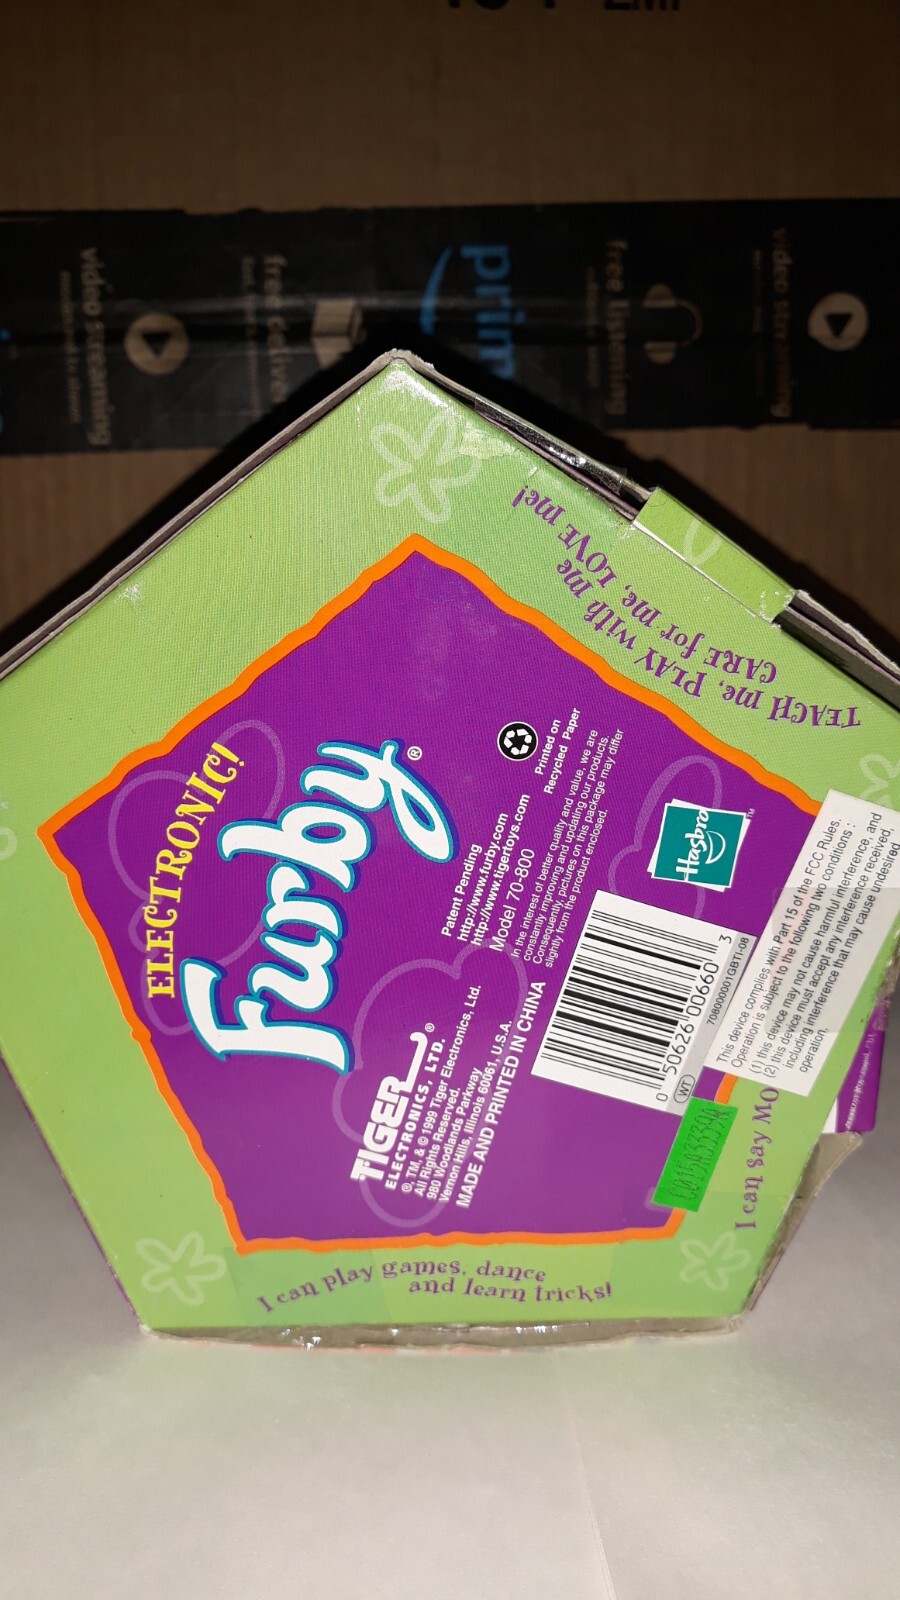 prime
video streaming
free listening
video streaming
TEACH me, PLAY with me
CARE for me, LOVE me!
ELECTRONIC!
Furby®
Patent Pending
http://www.furby.com
http://www.tigertoys.com
Model 70-800
Printed on
Recycled Paper
In the interest of better quality and value, we are
constantly improving and updating our products.
Consequently, pictures on this package may differ
slightly from the product enclosed.
Hasbro™
TIGER®
ELECTRONICS, LTD.
®, TM, & © 1999 Tiger Electronics, Ltd.
All Rights Reserved.
980 Woodlands Parkway
Vernon Hills, Illinois 60061, U.S.A.
MADE AND PRINTED IN CHINA
0 50626 00660 3
708000001GBTI-08
WT
This device complies with Part 15 of the FCC Rules.
Operation is subject to the following two conditions :
(1) this device may not cause harmful interference, and
(2) this device must accept any interference received,
including interference that may cause undesired
operation.
I can say MO
I can play games, dance
and learn tricks!